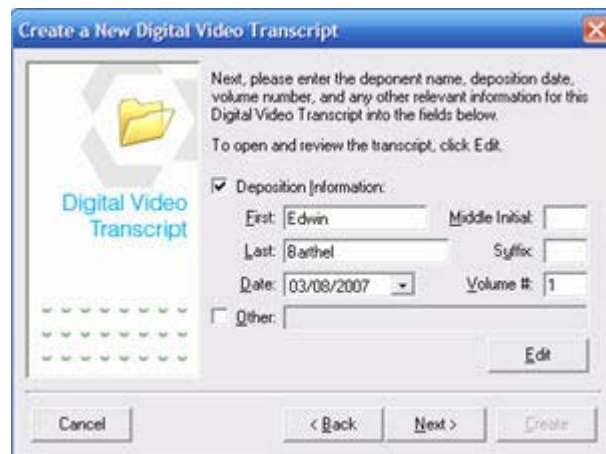 Create a New Digital Video Transcript
Next, please enter the deponent name, deposition date,
volume number, and any other relevant information for this
Digital Video Transcript into the fields below.
To open and review the transcript, click Edit.
Digital Video
Transcript
Deposition Information:
First: Edwin Middle Initial:
Last: Barthel Suffix:
Date: 03/08/2007 Volume #: 1
Other:
Edit
Cancel < Back Next > Create